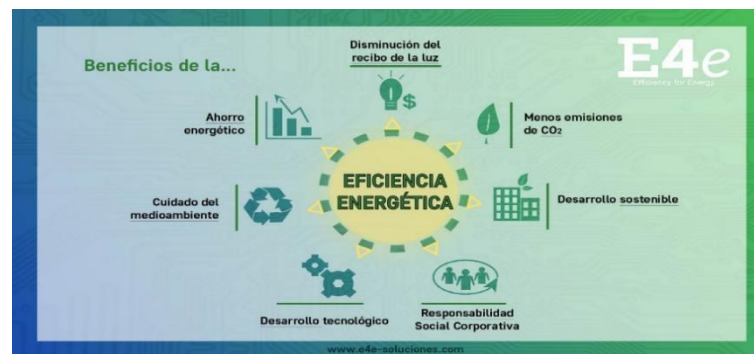 Beneficios de la...
Disminución del
recibo de la luz
$
E4e
Efficiency for Energy
Ahorro
energético
Menos emisiones
de CO₂
EFICIENCIA
ENERGÉTICA
Cuidado del
medioambiente
Desarrollo sostenible
Desarrollo tecnológico
Responsabilidad
Social Corporativa
www.e4e-soluciones.com